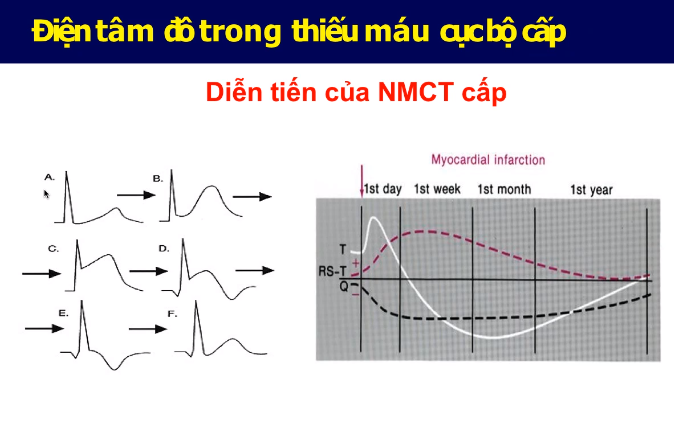 Điện tâm đồ trong thiếu máu cục bộ cấp
Diễn tiến của NMCT cấp
A.
B.
C.
D.
E.
F.
Myocardial infarction
1st day 1st week 1st month 1st year
T
+
RS-T
Q
−